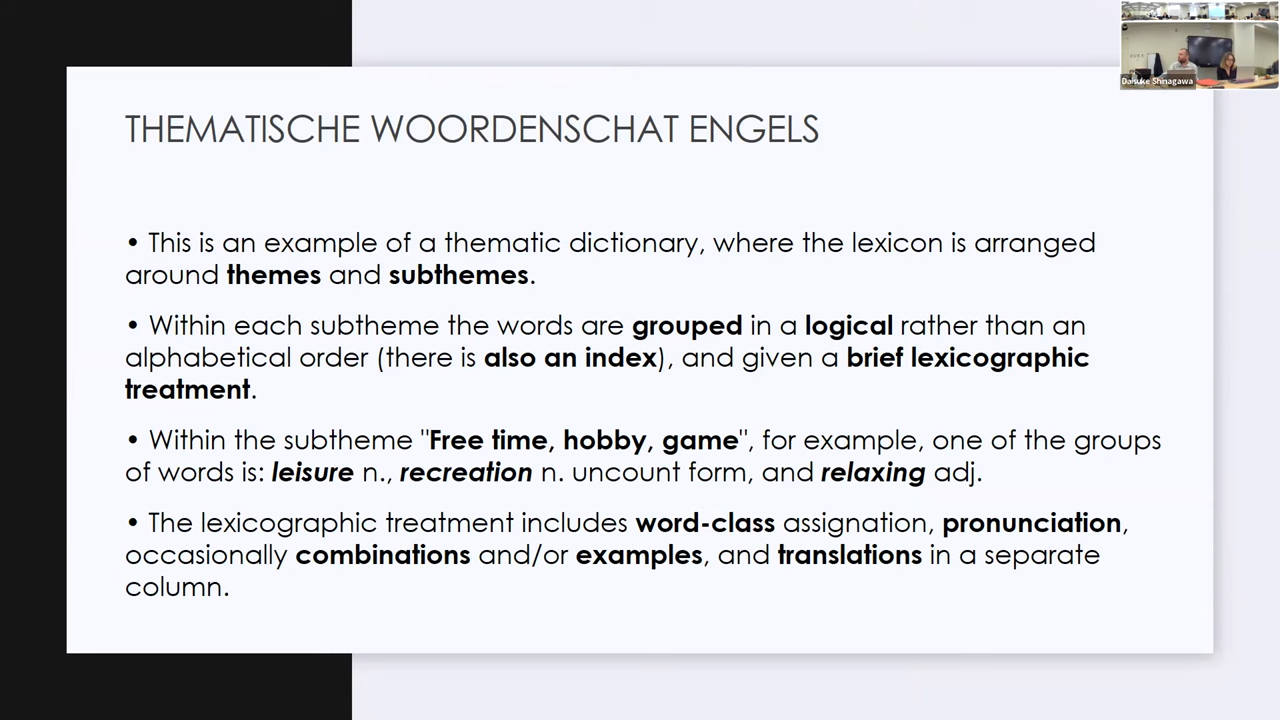 THEMATISCHE WOORDENSCHAT ENGELS
• This is an example of a thematic dictionary, where the lexicon is arranged
around themes and subthemes.
• Within each subtheme the words are grouped in a logical rather than an
alphabetical order (there is also an index), and given a brief lexicographic
treatment.
• Within the subtheme "Free time, hobby, game", for example, one of the groups
of words is: leisure n., recreation n. uncount form, and relaxing adj.
• The lexicographic treatment includes word-class assignation, pronunciation,
occasionally combinations and/or examples, and translations in a separate
column.
Daisuke Shinagawa